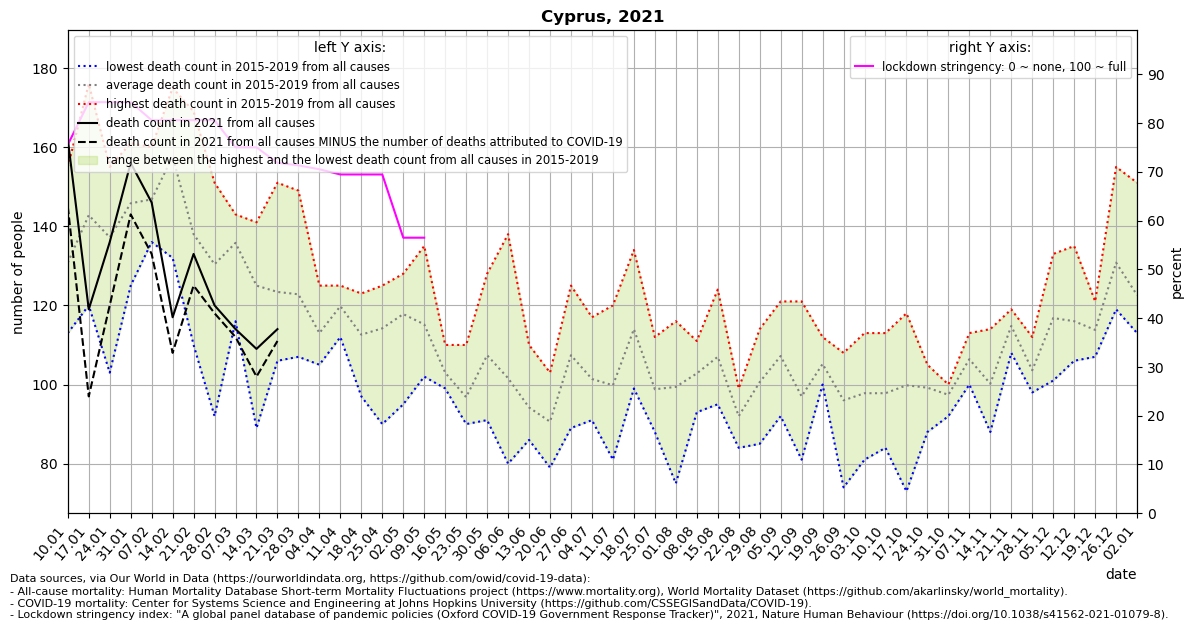 Cyprus, 2021
left Y axis:
lowest death count in 2015-2019 from all causes
average death count in 2015-2019 from all causes
highest death count in 2015-2019 from all causes
death count in 2021 from all causes
death count in 2021 from all causes MINUS the number of deaths attributed to COVID-19
range between the highest and the lowest death count from all causes in 2015-2019
right Y axis:
lockdown stringency: 0 ~ none, 100 ~ full
number of people
180
160
140
120
100
80
percent
90
80
70
60
50
40
30
20
10
0
10.01 17.01 24.01 31.01 07.02 14.02 21.02 28.02 07.03 14.03 21.03 28.03 04.04 11.04 18.04 25.04 02.05 09.05 16.05 23.05 30.05 06.06 13.06 20.06 27.06 04.07 11.07 18.07 25.07 01.08 08.08 15.08 22.08 29.08 05.09 12.09 19.09 26.09 03.10 10.10 17.10 24.10 31.10 07.11 14.11 21.11 28.11 05.12 12.12 19.12 26.12 02.01
date
Data sources, via Our World in Data (https://ourworldindata.org, https://github.com/owid/covid-19-data):
- All-cause mortality: Human Mortality Database Short-term Mortality Fluctuations project (https://www.mortality.org), World Mortality Dataset (https://github.com/akarlinsky/world_mortality).
- COVID-19 mortality: Center for Systems Science and Engineering at Johns Hopkins University (https://github.com/CSSEGISandData/COVID-19).
- Lockdown stringency index: "A global panel database of pandemic policies (Oxford COVID-19 Government Response Tracker)", 2021, Nature Human Behaviour (https://doi.org/10.1038/s41562-021-01079-8).